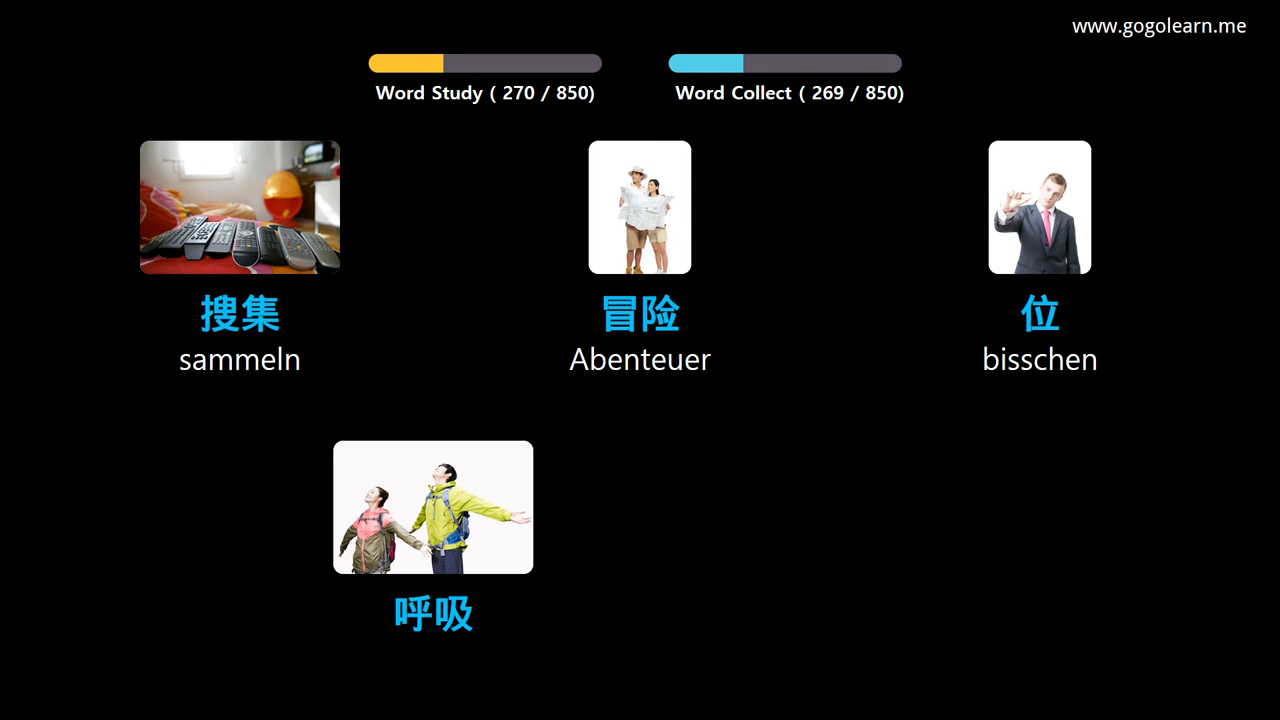 www.gogolearn.me
Word Study ( 270 / 850)
Word Collect ( 269 / 850)
搜集
sammeln
冒险
Abenteuer
位
bisschen
呼吸